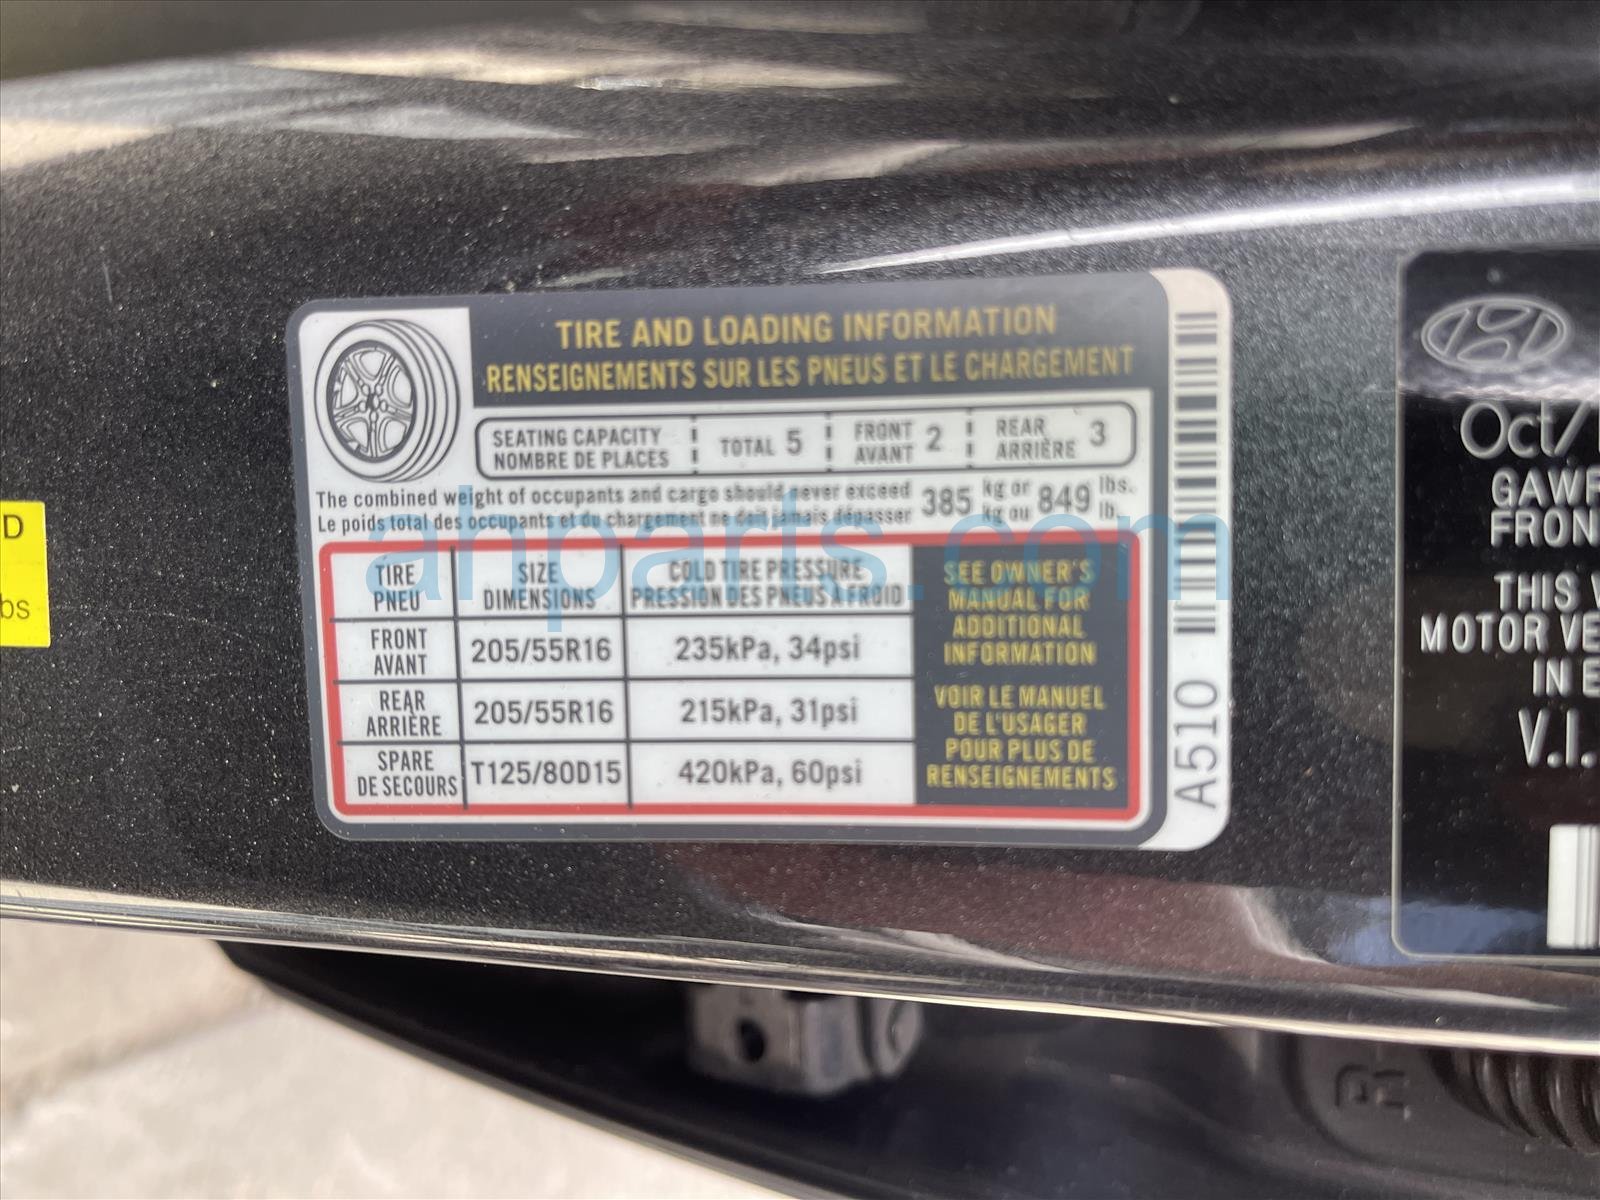 TIRE AND LOADING INFORMATION
RENSEIGNEMENTS SUR LES PNEUS ET LE CHARGEMENT
SEATING CAPACITY
NOMBRE DE PLACES
TOTAL 5
FRONT
AVANT
2
REAR
ARRIÈRE
3
The combined weight of occupants and cargo should never exceed 385 kg or 849 lbs.
Le poids total des occupants et du chargement ne doit jamais dépasser kg ou lb.
TIRE
PNEU
SIZE
DIMENSIONS
COLD TIRE PRESSURE
PRESSION DES PNEUS A FROID
FRONT
AVANT
205/55R16
235kPa, 34psi
REAR
ARRIÈRE
205/55R16
215kPa, 31psi
SPARE
DE SECOURS
T125/80D15
420kPa, 60psi
SEE OWNER'S
MANUAL FOR
ADDITIONAL
INFORMATION
VOIR LE MANUEL
DE L'USAGER
POUR PLUS DE
RENSEIGNEMENTS
A510
ahparts.com
D
bs
Oct/
GAWR
FRON
THIS V
MOTOR VE
IN E
V.I.
R